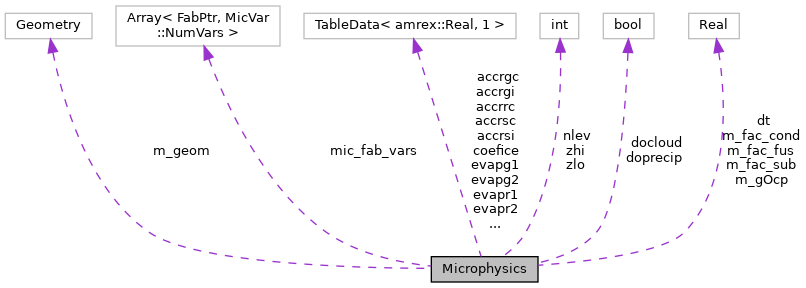 Geometry
Array< FabPtr, MicVar
::NumVars >
TableData< amrex::Real, 1 >
int
bool
Real
m_geom
mic_fab_vars
accrgc
accrgi
accrrc
accrsc
accrsi
coefice
evapg1
evapg2
evapr1
evapr2
...
nlev
zhi
zlo
docloud
doprecip
dt
m_fac_cond
m_fac_fus
m_fac_sub
m_gOcp
Microphysics